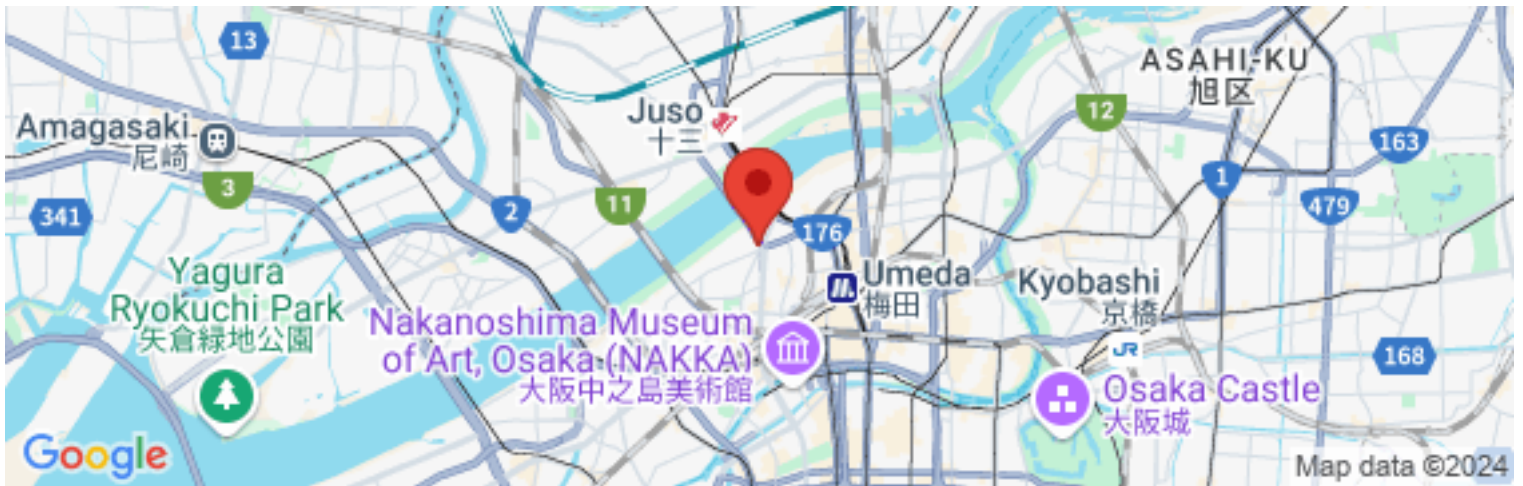 13
ASAHI-KU
旭区
Juso
十三
12
Amagasaki
尼崎
163
3
11
2
1
479
341
176
Yagura
Ryokuchi Park
矢倉緑地公園
Umeda
梅田
Kyobashi
京橋
Nakanoshima Museum
of Art, Osaka (NAKKA)
大阪中之島美術館
JR
168
Osaka Castle
大阪城
Google
Map data ©2024